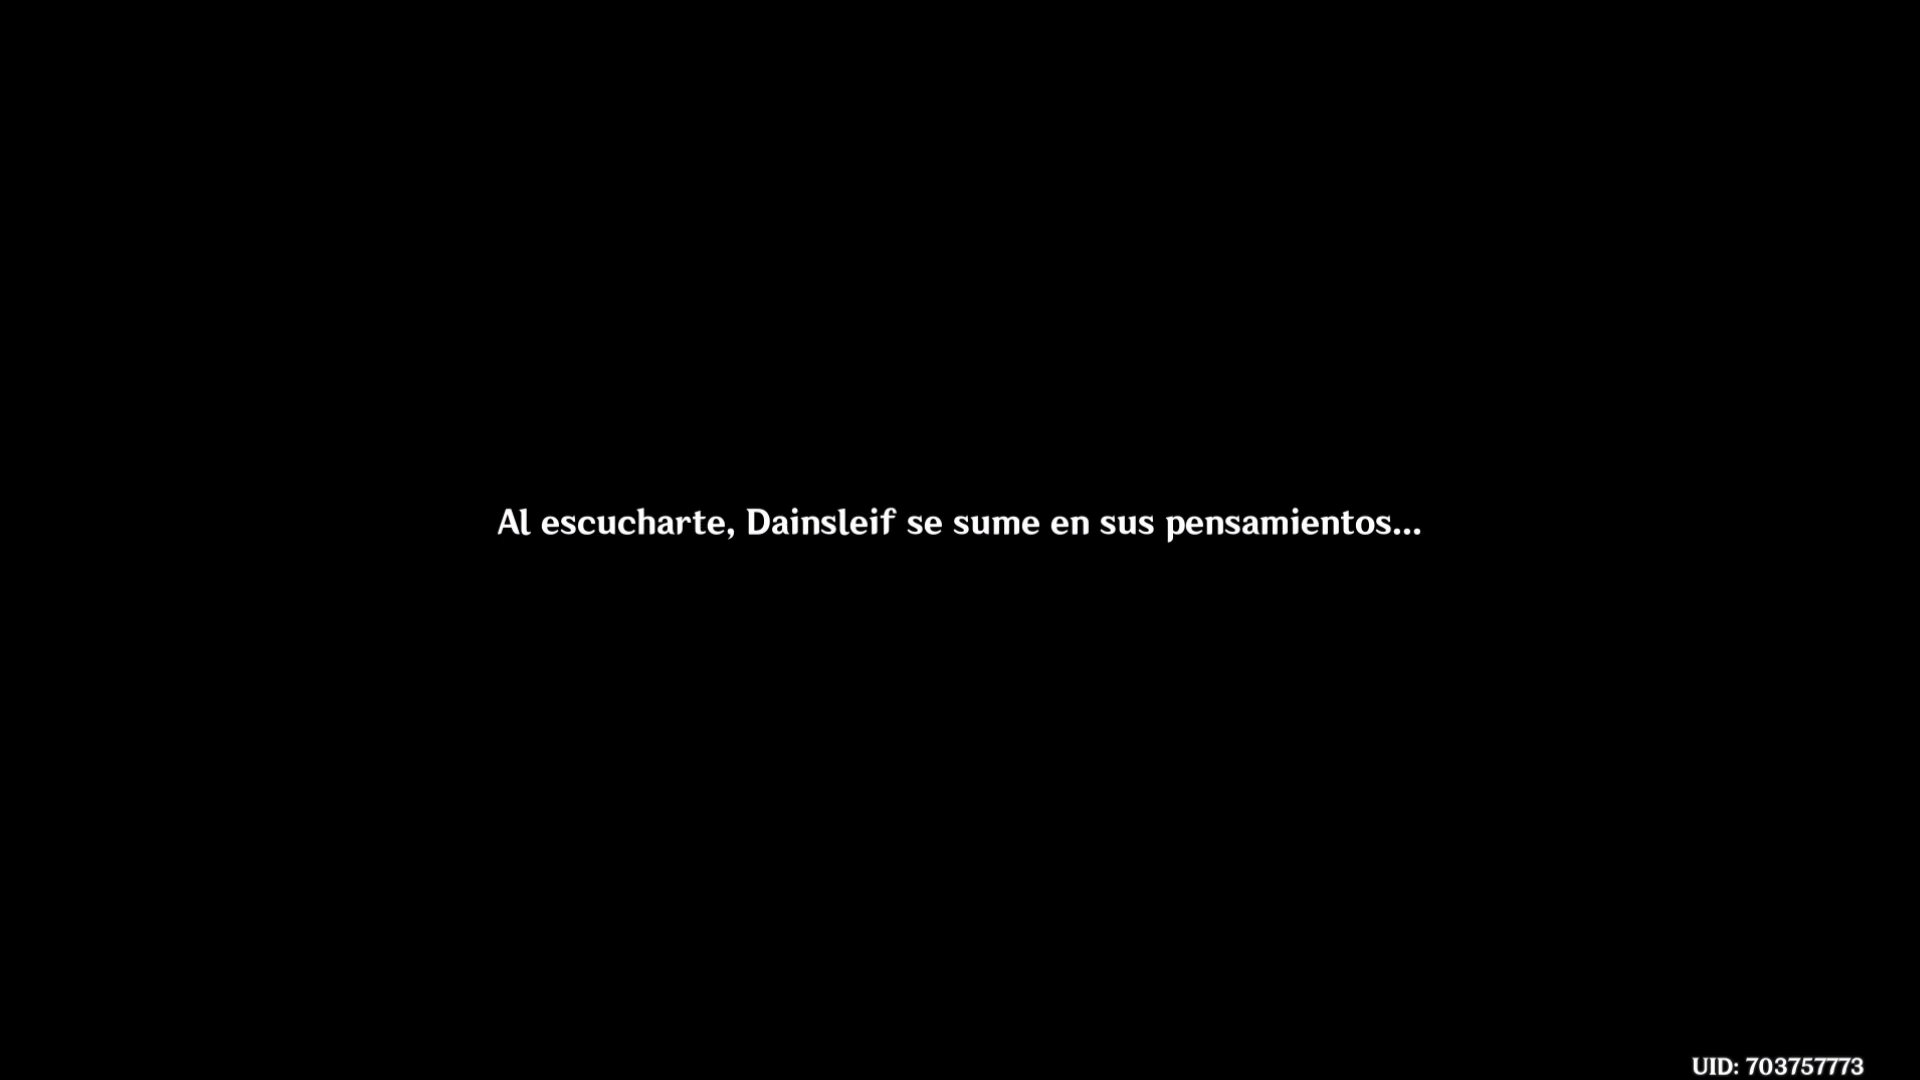 Al escucharte, Dainsleif se sume en sus pensamientos...
UID: 703757773